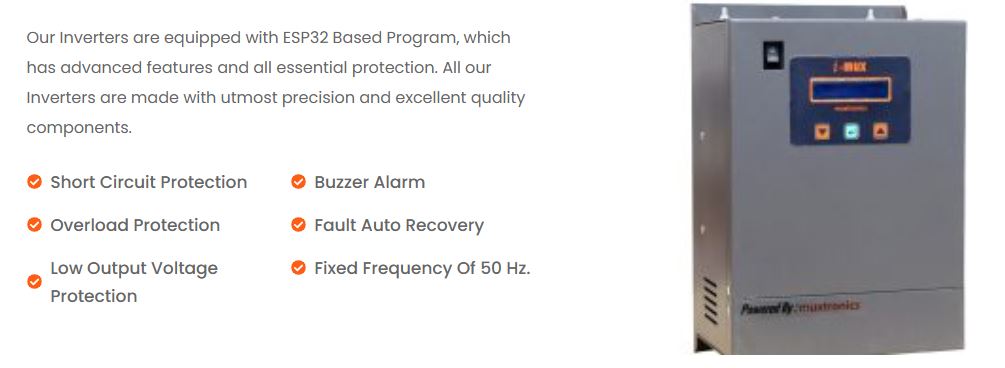 Our Inverters are equipped with ESP32 Based Program, which
has advanced features and all essential protection. All our
Inverters are made with utmost precision and excellent quality
components.
Short Circuit Protection
Buzzer Alarm
Overload Protection
Fault Auto Recovery
Low Output Voltage
Protection
Fixed Frequency Of 50 Hz.
i-MUX
muxtronics
Powered By: muxtronics